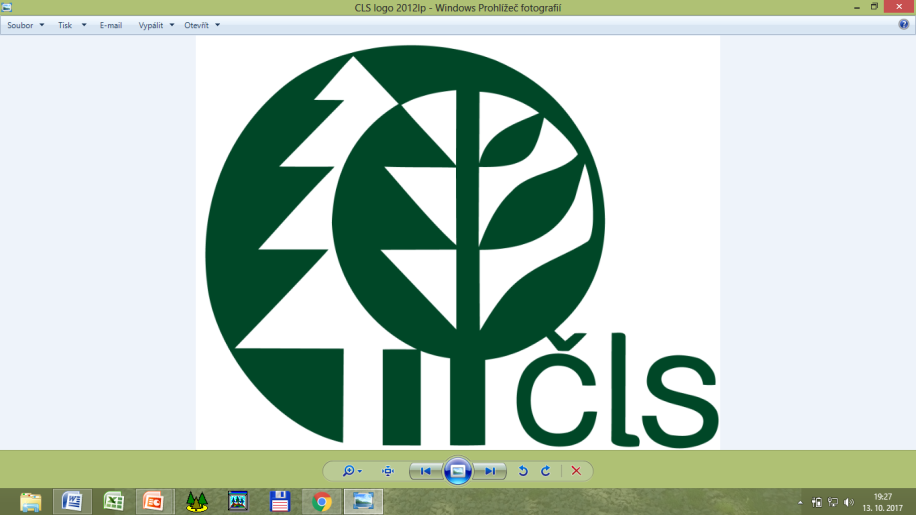 CLS logo 2012lp - Windows Prohlížeč fotografií
Soubor Tisk E-mail Vypálit Otevřít
čls
19:27
13. 10. 2017